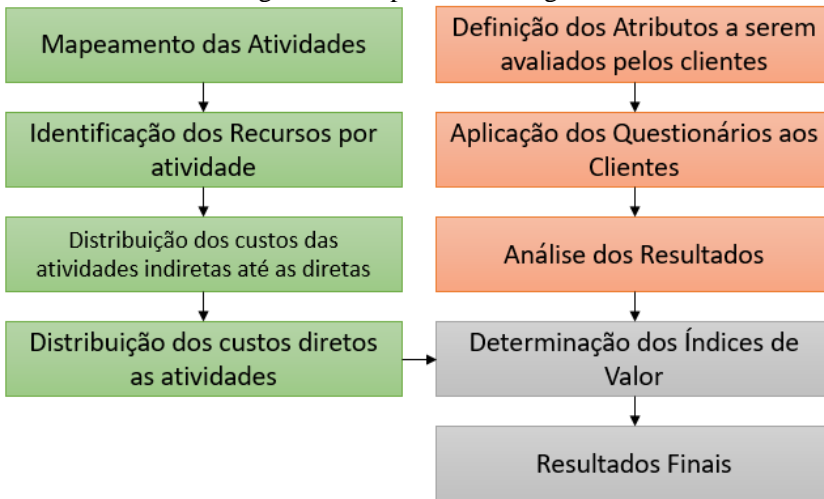 Mapeamento das Atividades
Identificação dos Recursos por
atividade
Distribuição dos custos das
atividades indiretas até as diretas
Distribuição dos custos diretos
as atividades
Definição dos Atributos a serem
avaliados pelos clientes
Aplicação dos Questionários aos
Clientes
Análise dos Resultados
Determinação dos Índices de
Valor
Resultados Finais